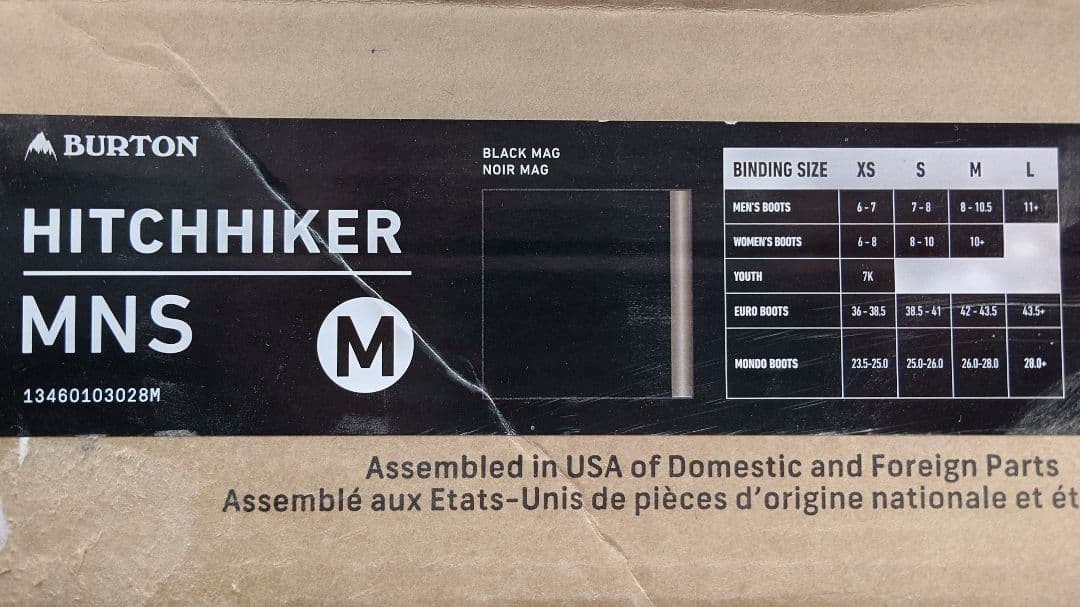 BURTON
HITCHHIKER
MNS
M
13460103028M
BLACK MAG
NOIR MAG
BINDING SIZE XS S M L
MEN'S BOOTS 6 - 7 7 - 8 8 - 10.5 11+
WOMEN'S BOOTS 6 - 8 8 - 10 10+
YOUTH 7K
EURO BOOTS 36 - 38.5 38.5 - 41 42 - 43.5 43.5+
MONDO BOOTS 23.5-25.0 25.0-26.0 26.0-28.0 28.0+
Assembled in USA of Domestic and Foreign Parts
Assemblé aux Etats-Unis de pièces d'origine nationale et ét